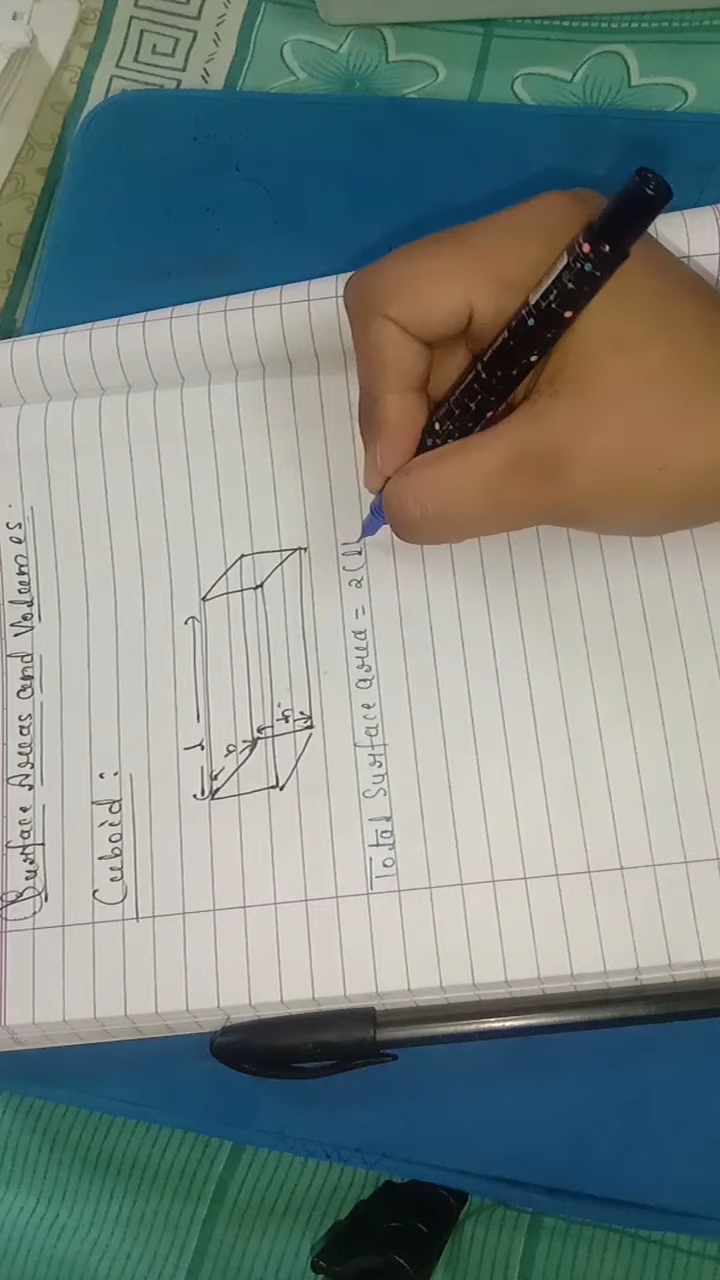 Surface Areas and Volumes.
Cuboid :
l
b
h
Total Surface area = 2(l